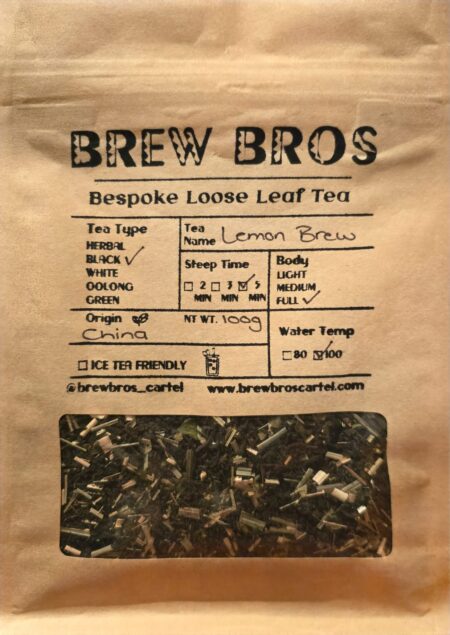 BREW BROS
Bespoke Loose Leaf Tea
Tea Type
HERBAL
BLACK ✓
WHITE
OOLONG
GREEN
Tea Name Lemon Brew
Steep Time
☐ 2 MIN ☐ 3 MIN ☑ 5 MIN
Body
LIGHT
MEDIUM
FULL ✓
Origin
China
NT WT. 100g
Water Temp
☐ 80 ☑ 100
☐ ICE TEA FRIENDLY
@brewbros_cartel www.brewbroscartel.com